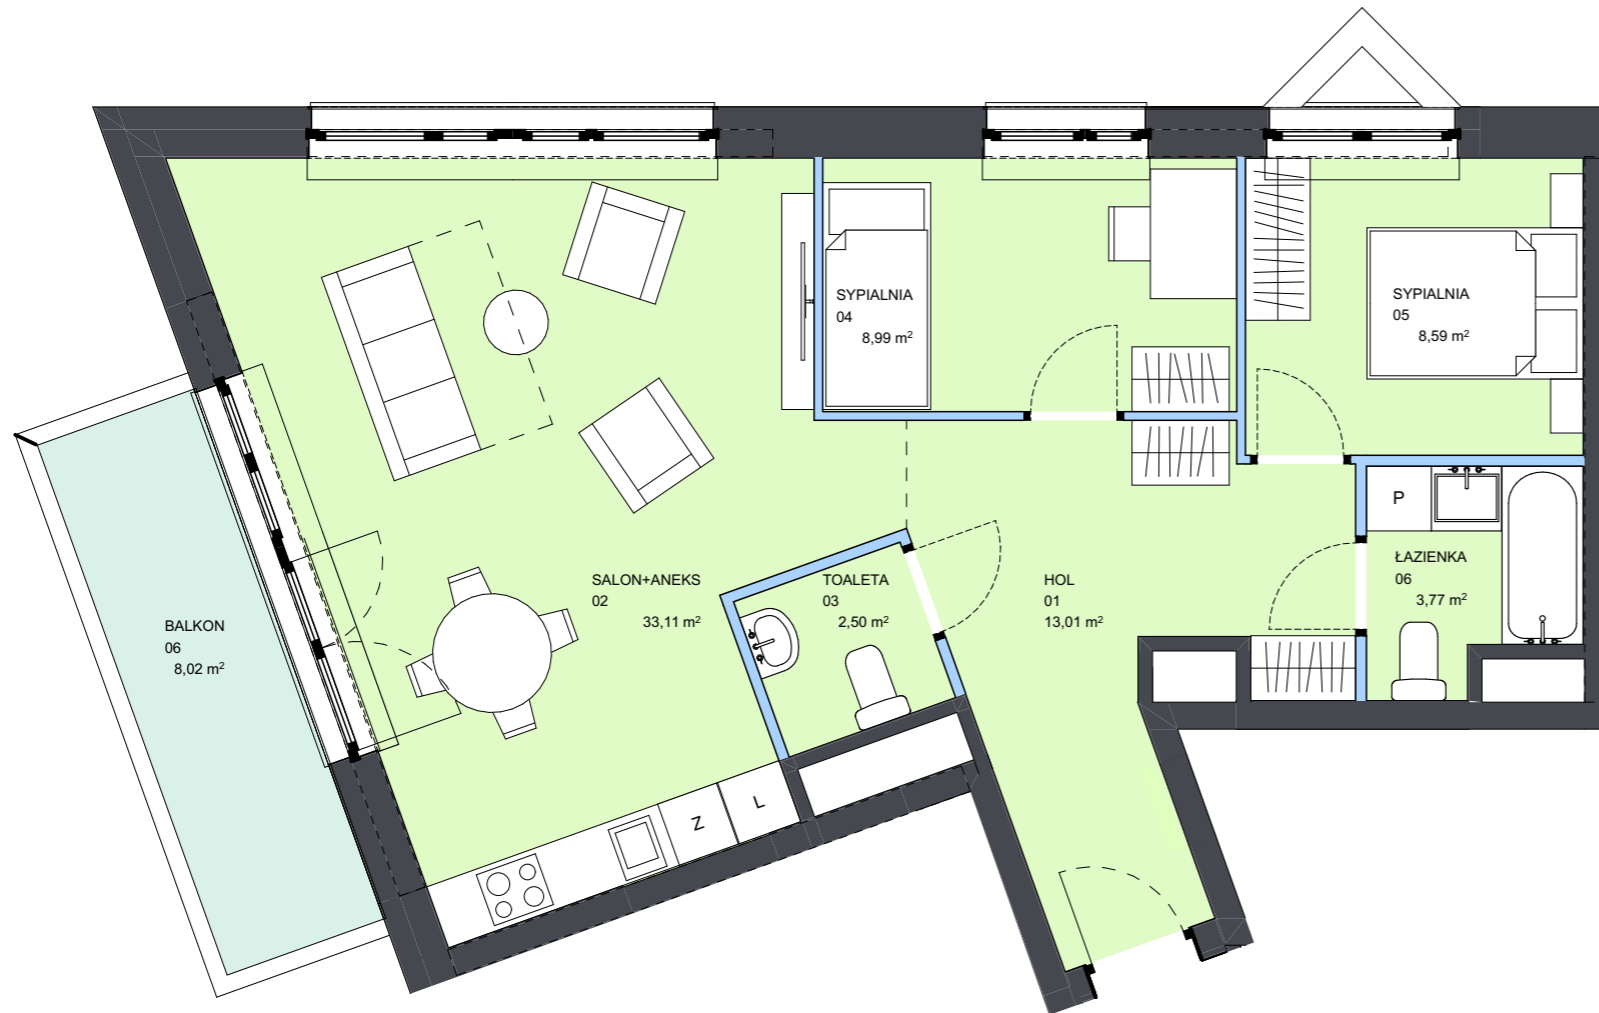 SYPIALNIA
04
8,99 m²
SYPIALNIA
05
8,59 m²
P
ŁAZIENKA
06
3,77 m²
SALON+ANEKS
02
33,11 m²
TOALETA
03
2,50 m²
HOL
01
13,01 m²
BALKON
06
8,02 m²
Z
L